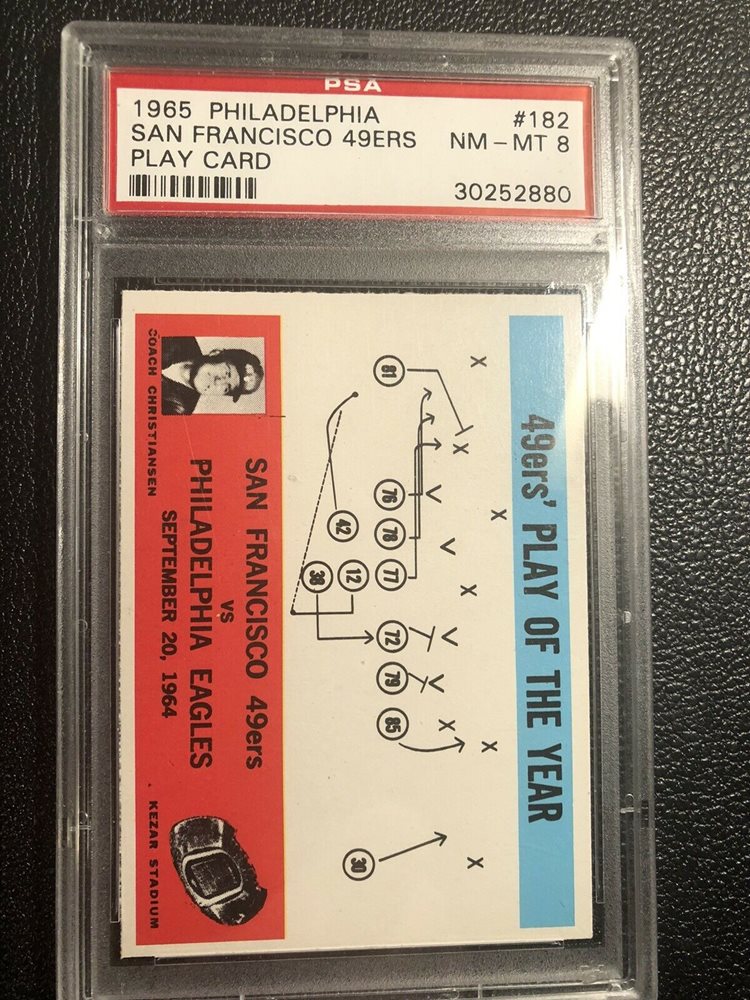 PSA
1965 PHILADELPHIA #182
SAN FRANCISCO 49ERS NM - MT 8
PLAY CARD
30252880
49ers' PLAY OF THE YEAR
X X X X X X X
81 76 78 77 72 79 85 30
42 12 38
COACH CHRISTIANSEN
SAN FRANCISCO 49ers
VS
PHILADELPHIA EAGLES
SEPTEMBER 20, 1964
KEZAR STADIUM